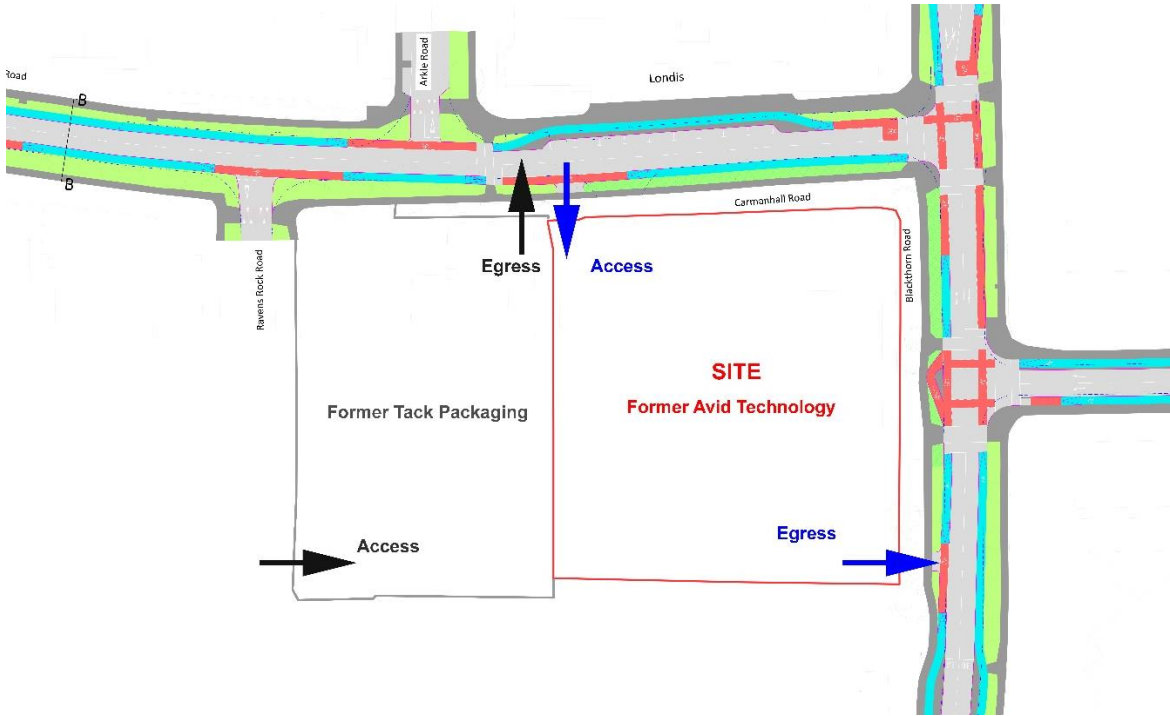 Road
B
B
Arkle Road
Londis
Carmanhall Road
Ravens Rock Road
Blackthorn Road
Egress
Access
SITE
Former Avid Technology
Former Tack Packaging
Access
Egress